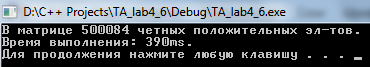 D:\C++ Projects\TA_lab4_6\Debug\TA_lab4_6.exe
В матрице 500084 четных положительных эл-тов.
Время выполнения: 390ms.
Для продолжения нажмите любую клавишу . . .